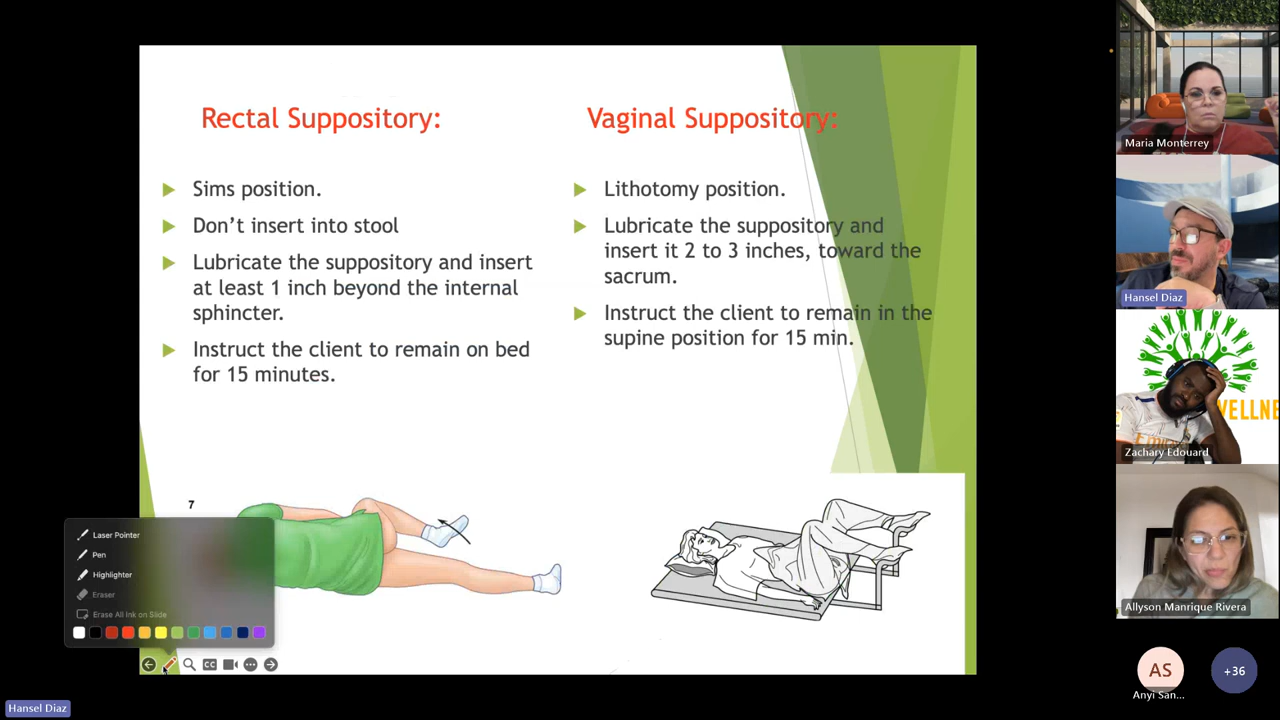 Rectal Suppository:
Sims position.
Don’t insert into stool
Lubricate the suppository and insert
at least 1 inch beyond the internal
sphincter.
Instruct the client to remain on bed
for 15 minutes.
Vaginal Suppository:
Lithotomy position.
Lubricate the suppository and
insert it 2 to 3 inches, toward the
sacrum.
Instruct the client to remain in the
supine position for 15 min.
7
Laser Pointer
Pen
Highlighter
Eraser
Erase All Ink on Slide
CC
Hansel Diaz
Maria Monterrey
Hansel Diaz
WELLNE
Zachary Edouard
Allyson Manrique Rivera
AS
Anyi San...
+36